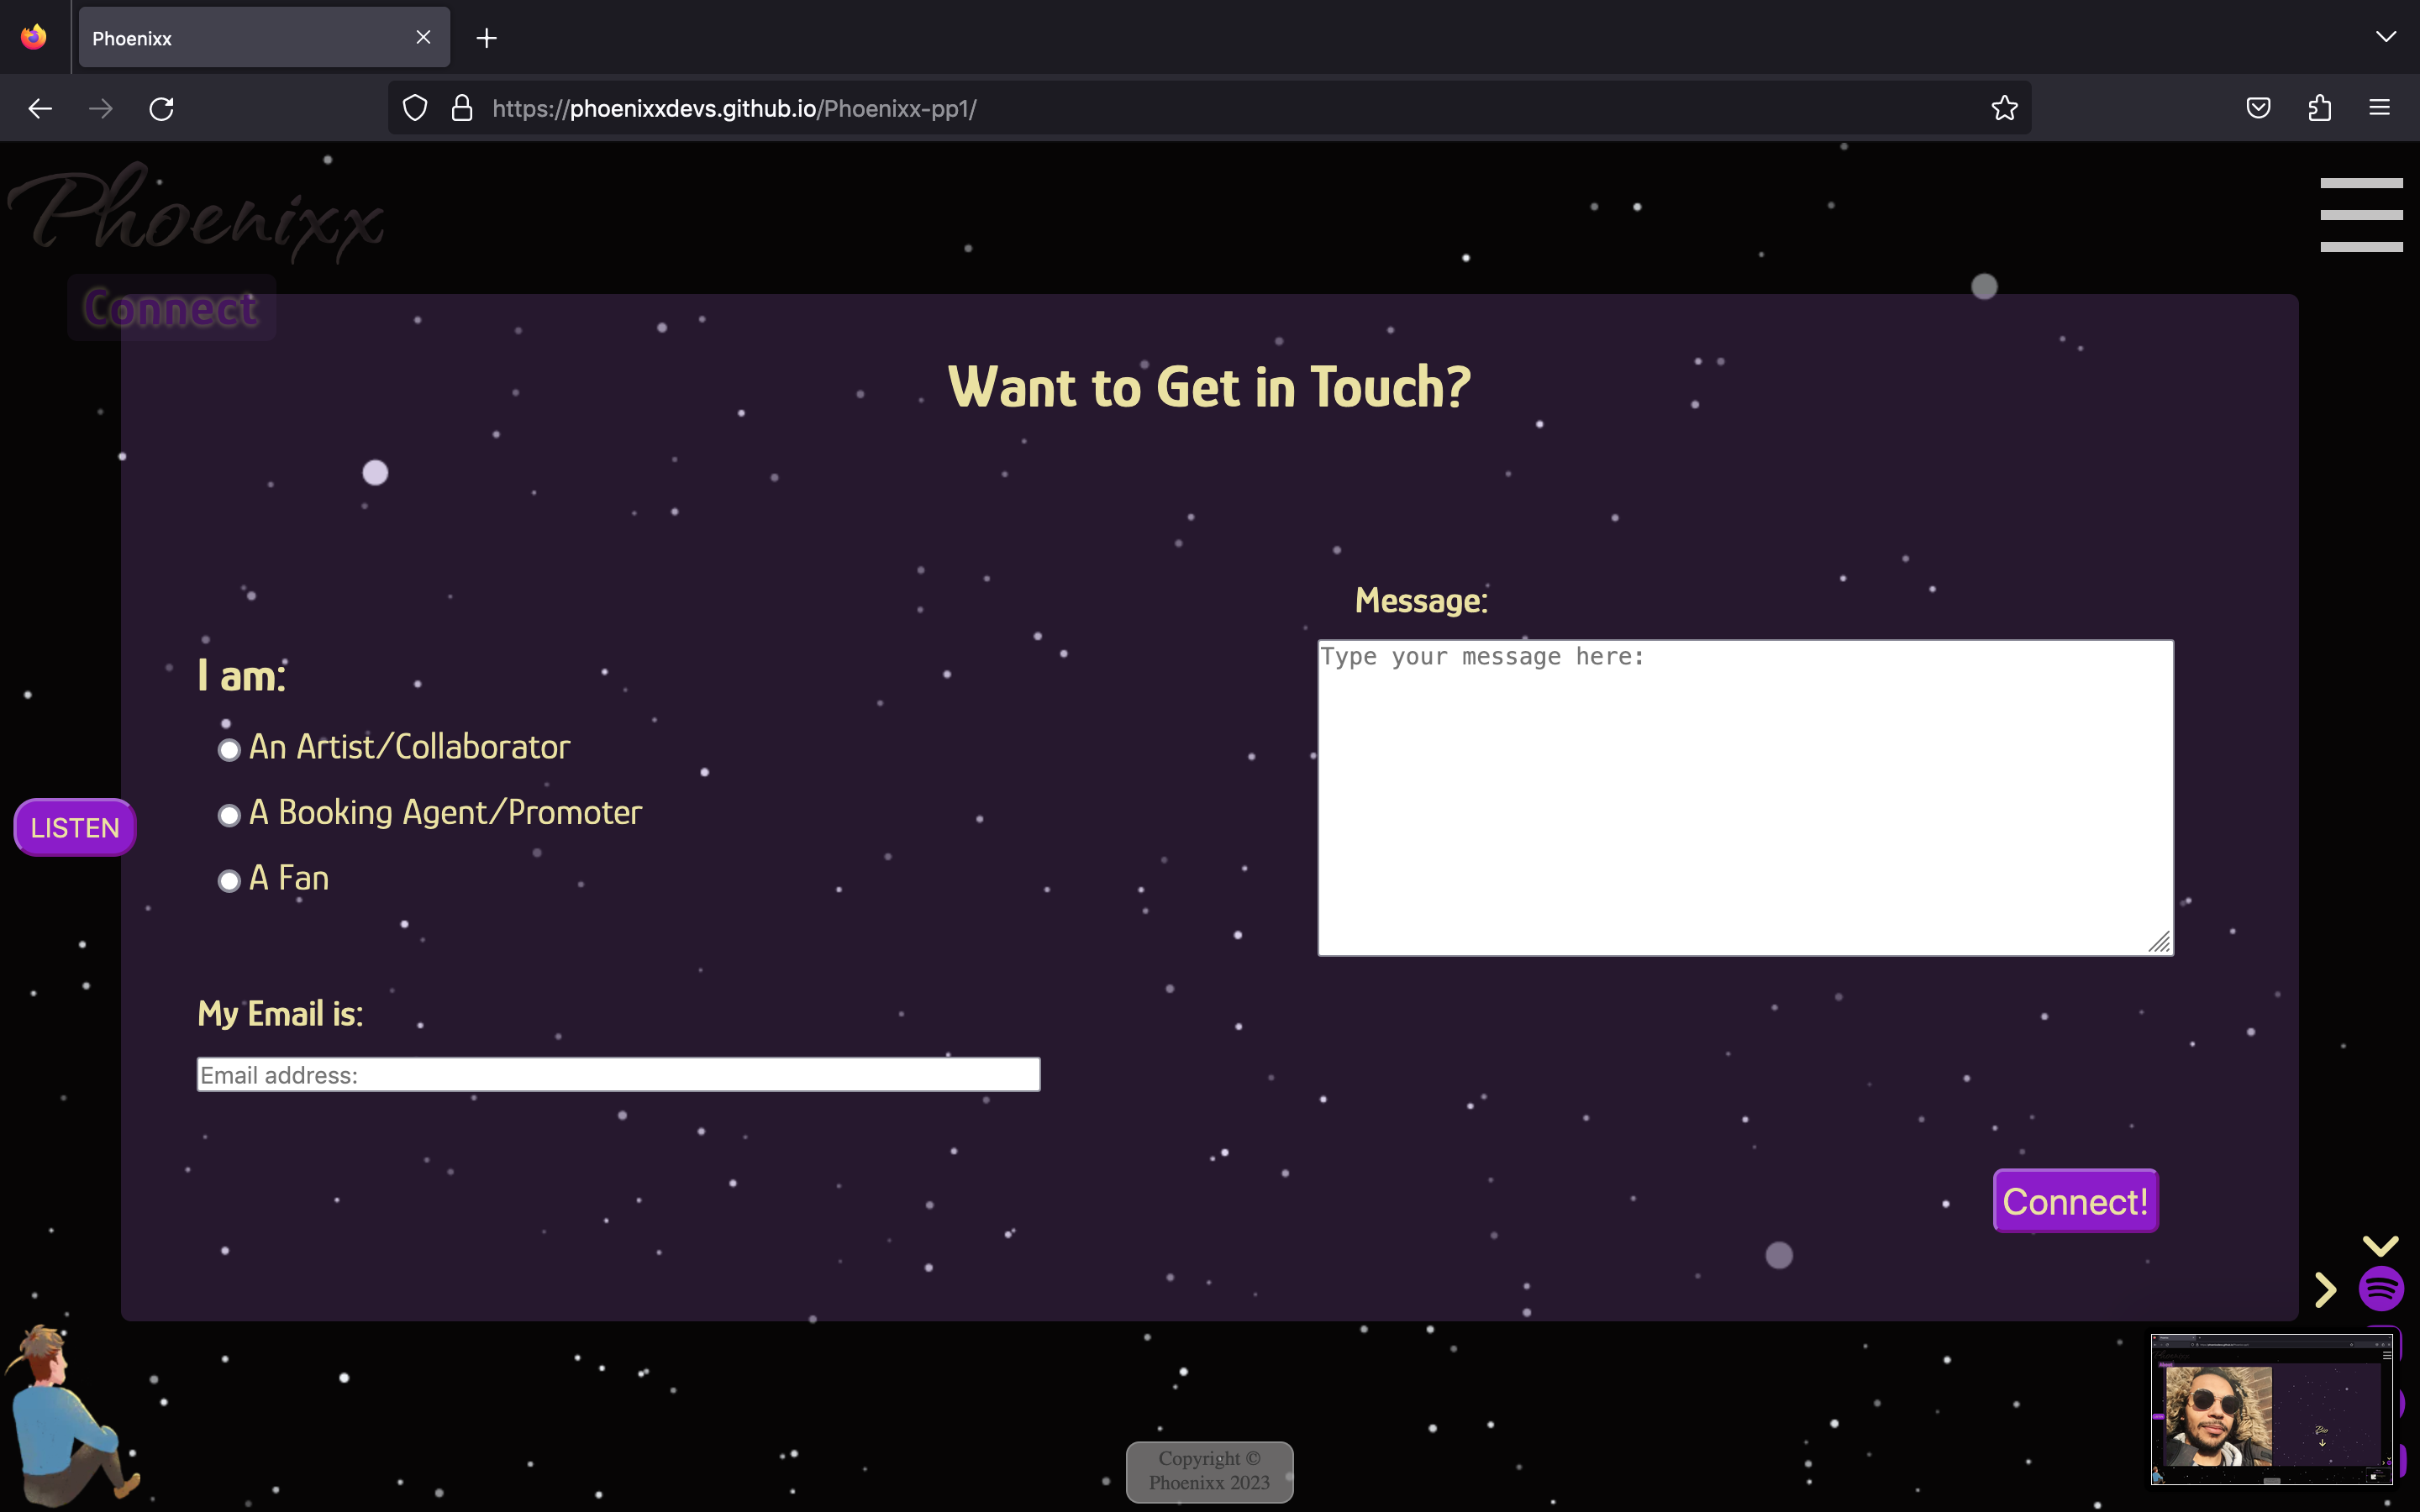 Phoenixx
https://phoenixxdevs.github.io/Phoenixx-pp1/
Phoenixx
Connect
Want to Get in Touch?
Message:
Type your message here:
I am:
An Artist/Collaborator
A Booking Agent/Promoter
A Fan
LISTEN
My Email is:
Email address:
Connect!
Copyright ©
Phoenixx 2023
Bio